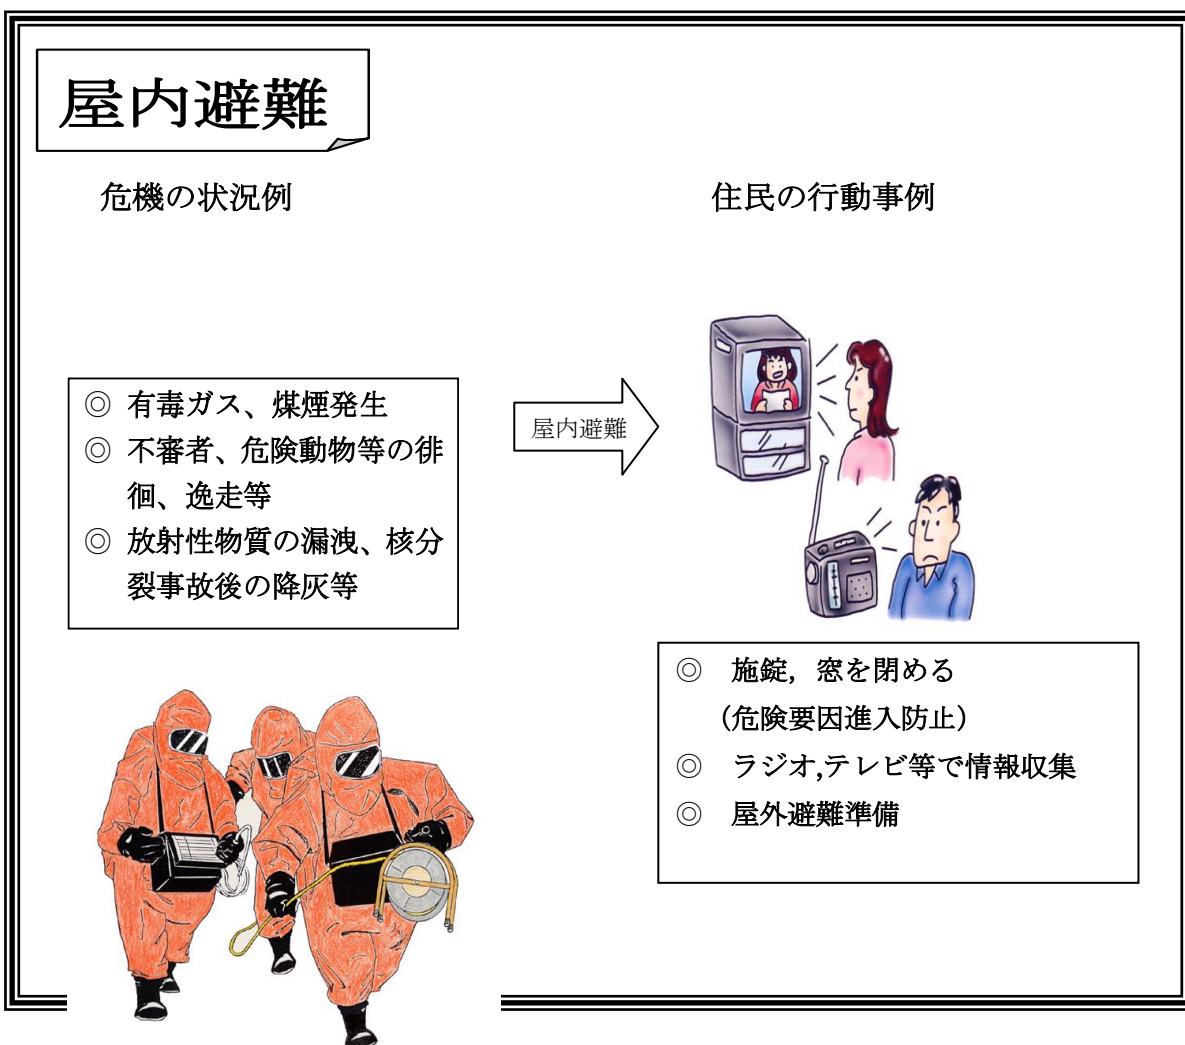 屋内避難
危機の状況例
住民の行動事例
◎ 有毒ガス、煤煙発生
◎ 不審者、危険動物等の徘
徊、逸走等
◎ 放射性物質の漏洩、核分
裂事故後の降灰等
屋内避難
◎ 施錠，窓を閉める
（危険要因進入防止）
◎ ラジオ,テレビ等で情報収集
◎ 屋外避難準備